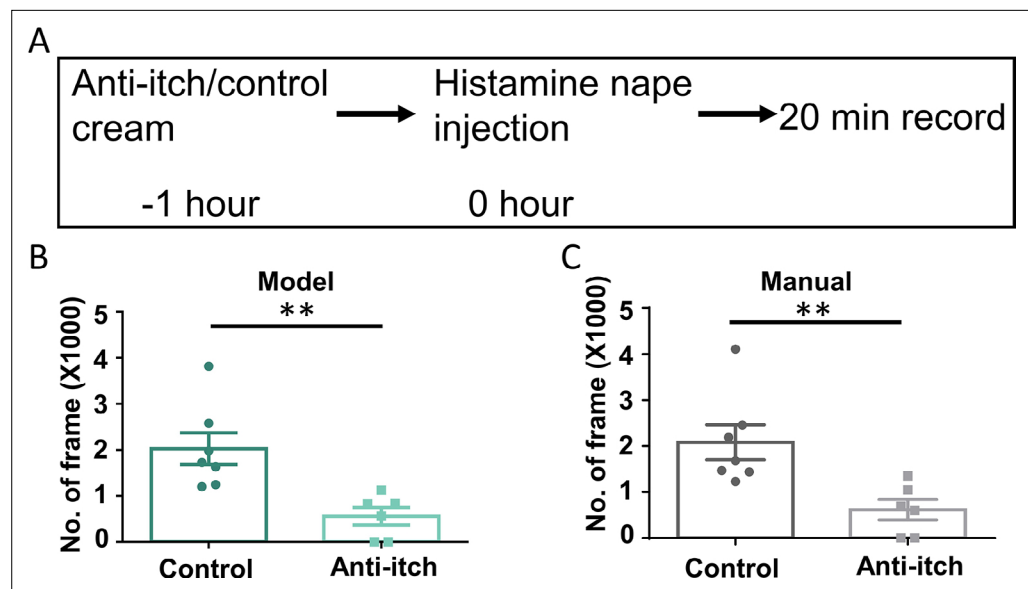 A
Anti-itch/control
cream
Histamine nape
injection
20 min record
-1 hour
0 hour
B
Model
**
No. of frame (X1000)
5
4
3
2
1
0
Control
Anti-itch
C
Manual
**
No. of frame (X1000)
5
4
3
2
1
0
Control
Anti-itch